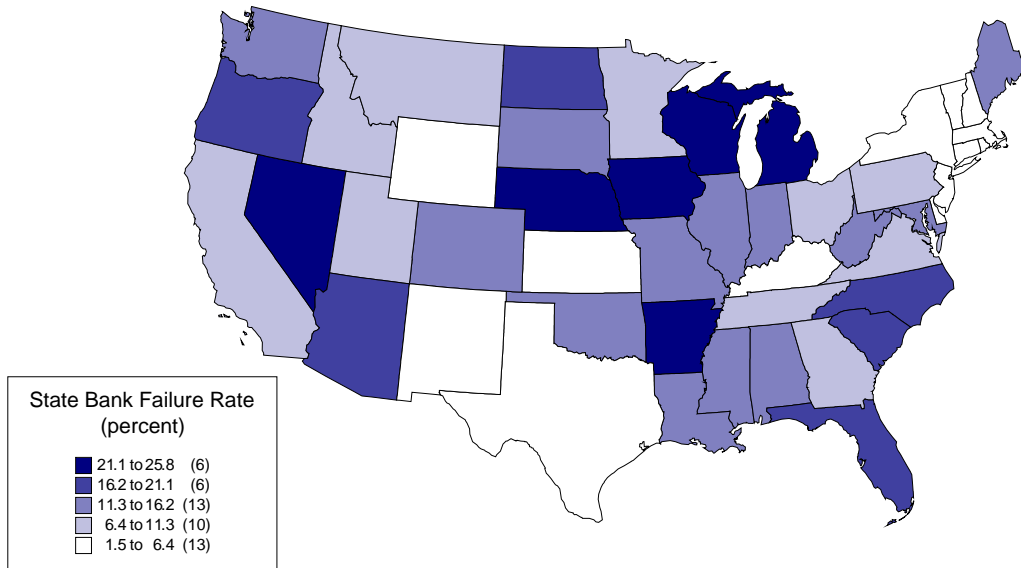 State Bank Failure Rate
(percent)
21.1 to 25.8 (6)
16.2 to 21.1 (6)
11.3 to 16.2 (13)
6.4 to 11.3 (10)
1.5 to 6.4 (13)